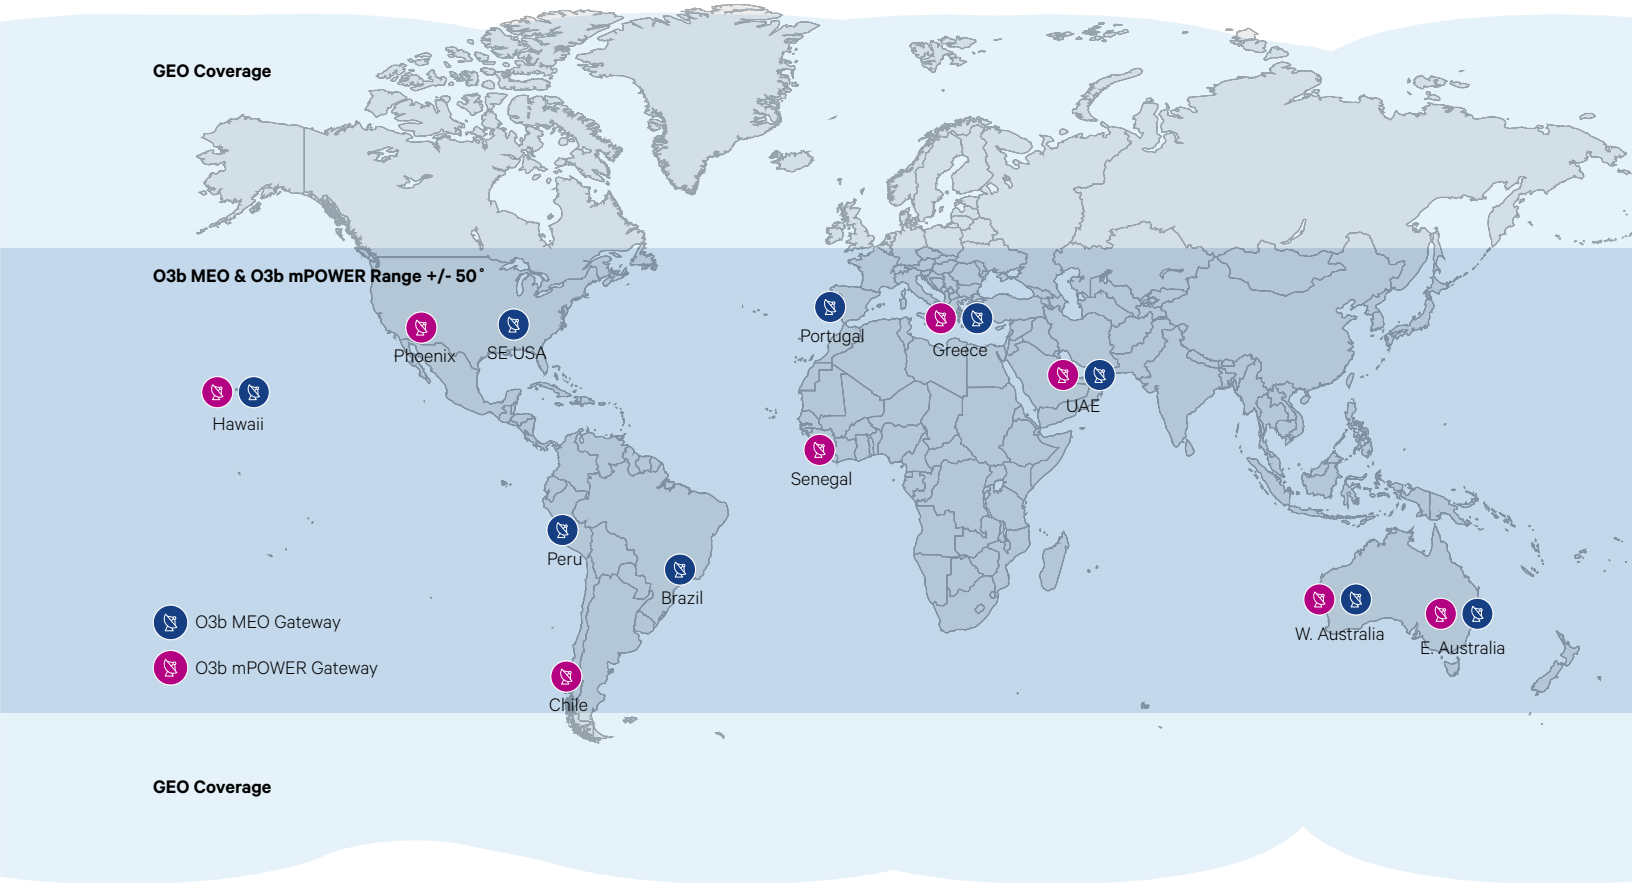 GEO Coverage
O3b MEO & O3b mPOWER Range +/- 50˚
Portugal
Greece
Phoenix
SE USA
UAE
Hawaii
Senegal
Peru
Brazil
O3b MEO Gateway
W. Australia
E. Australia
O3b mPOWER Gateway
Chile
GEO Coverage